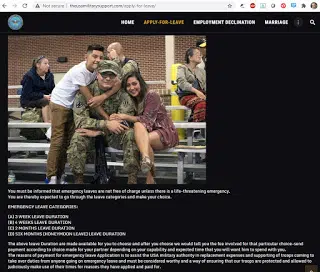 Not secure | theusmilitarysupport.com/apply-for-leave/
HOME APPLY-FOR-LEAVE EMPLOYMENT DECLINATION MARRIAGE
You must be informed that emergency leaves are not free of charge unless there is a life-threatening emergency.
You are thereby expected to go through the leave categories and make your choice.
EMERGENCY LEAVE CATEGORIES:
(A) 2 WEEK LEAVE DURATION
(B) 4 WEEKS LEAVE DURATION
(C) 2 MONTHS LEAVE DURATION
(D) SIX MONTHS (HONEYMOON LEAVE) LEAVE DURATION
The above leave Duration are made available for you to choose and after you choose we would tell you the fee involved for that particular choice-send
payment according to choice made for your partner depending on your capability and expected time that you will want him to spend with you.
The reasons of payment for emergency leave Application is to assist the USA military authority in replacement expenses and supporting of troops coming to
take over duties from anyone going on emergency leave and must be considered worthy and a way of ensuring that our troops are protected and allowed to
judiciously make use of their times for reasons they have applied and paid for.